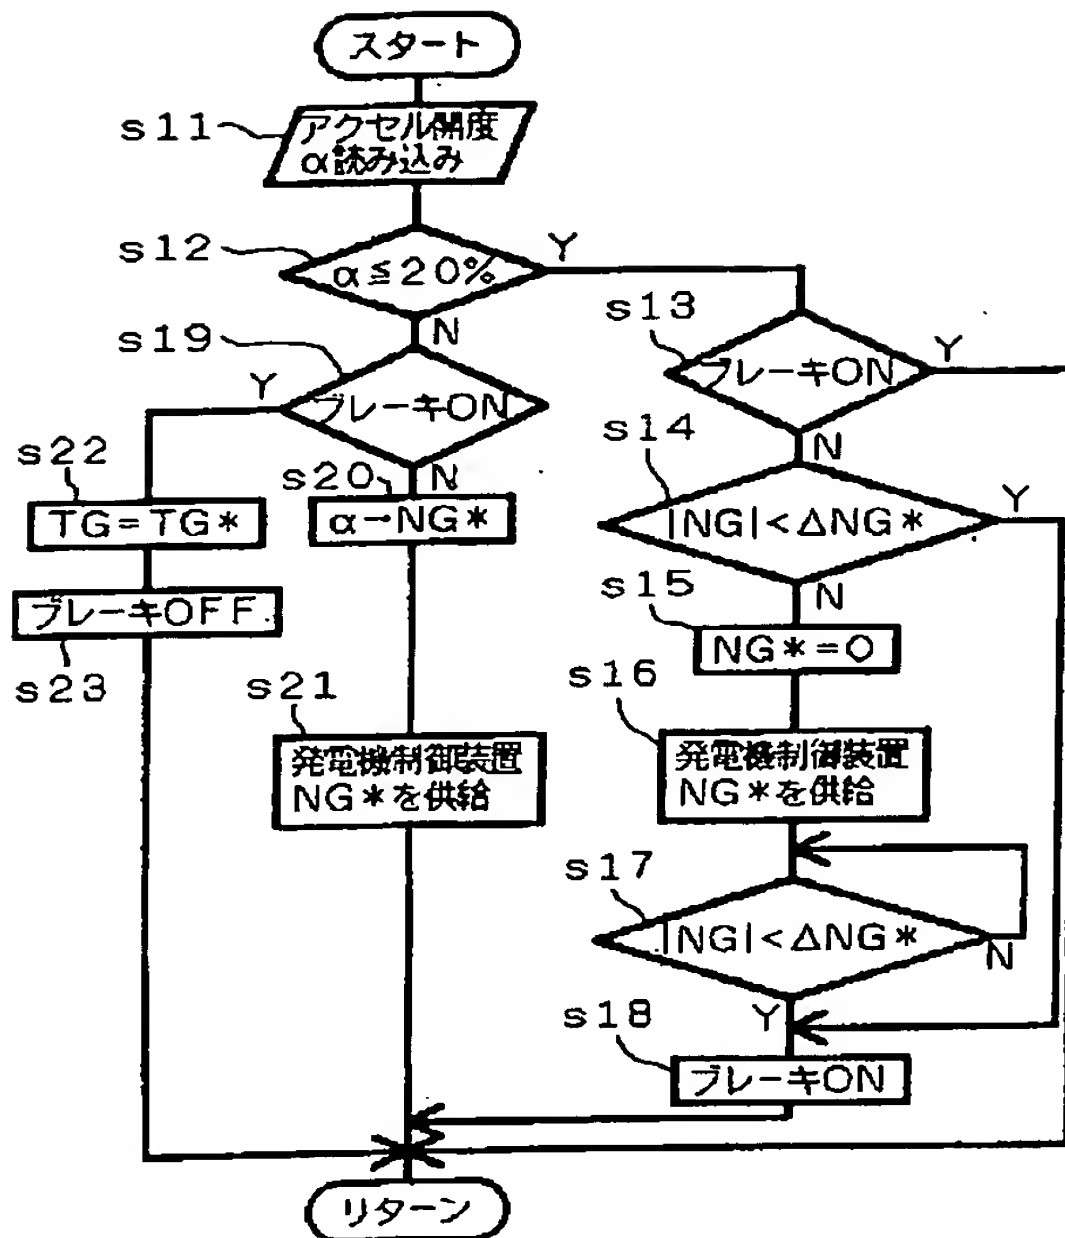 スタート
s11
アクセル開度
α読み込み
s12
α≦20%
Y
N
s13
ブレーキON
Y
N
s19
ブレーキON
Y
N
s14
|NG|<ΔNG*
Y
N
s22
TG=TG*
s20
α→NG*
s15
NG*=0
ブレーキOFF
s23
s21
発電機制御装置
NG*を供給
s16
発電機制御装置
NG*を供給
s17
|NG|<ΔNG*
N
Y
s18
ブレーキON
リターン